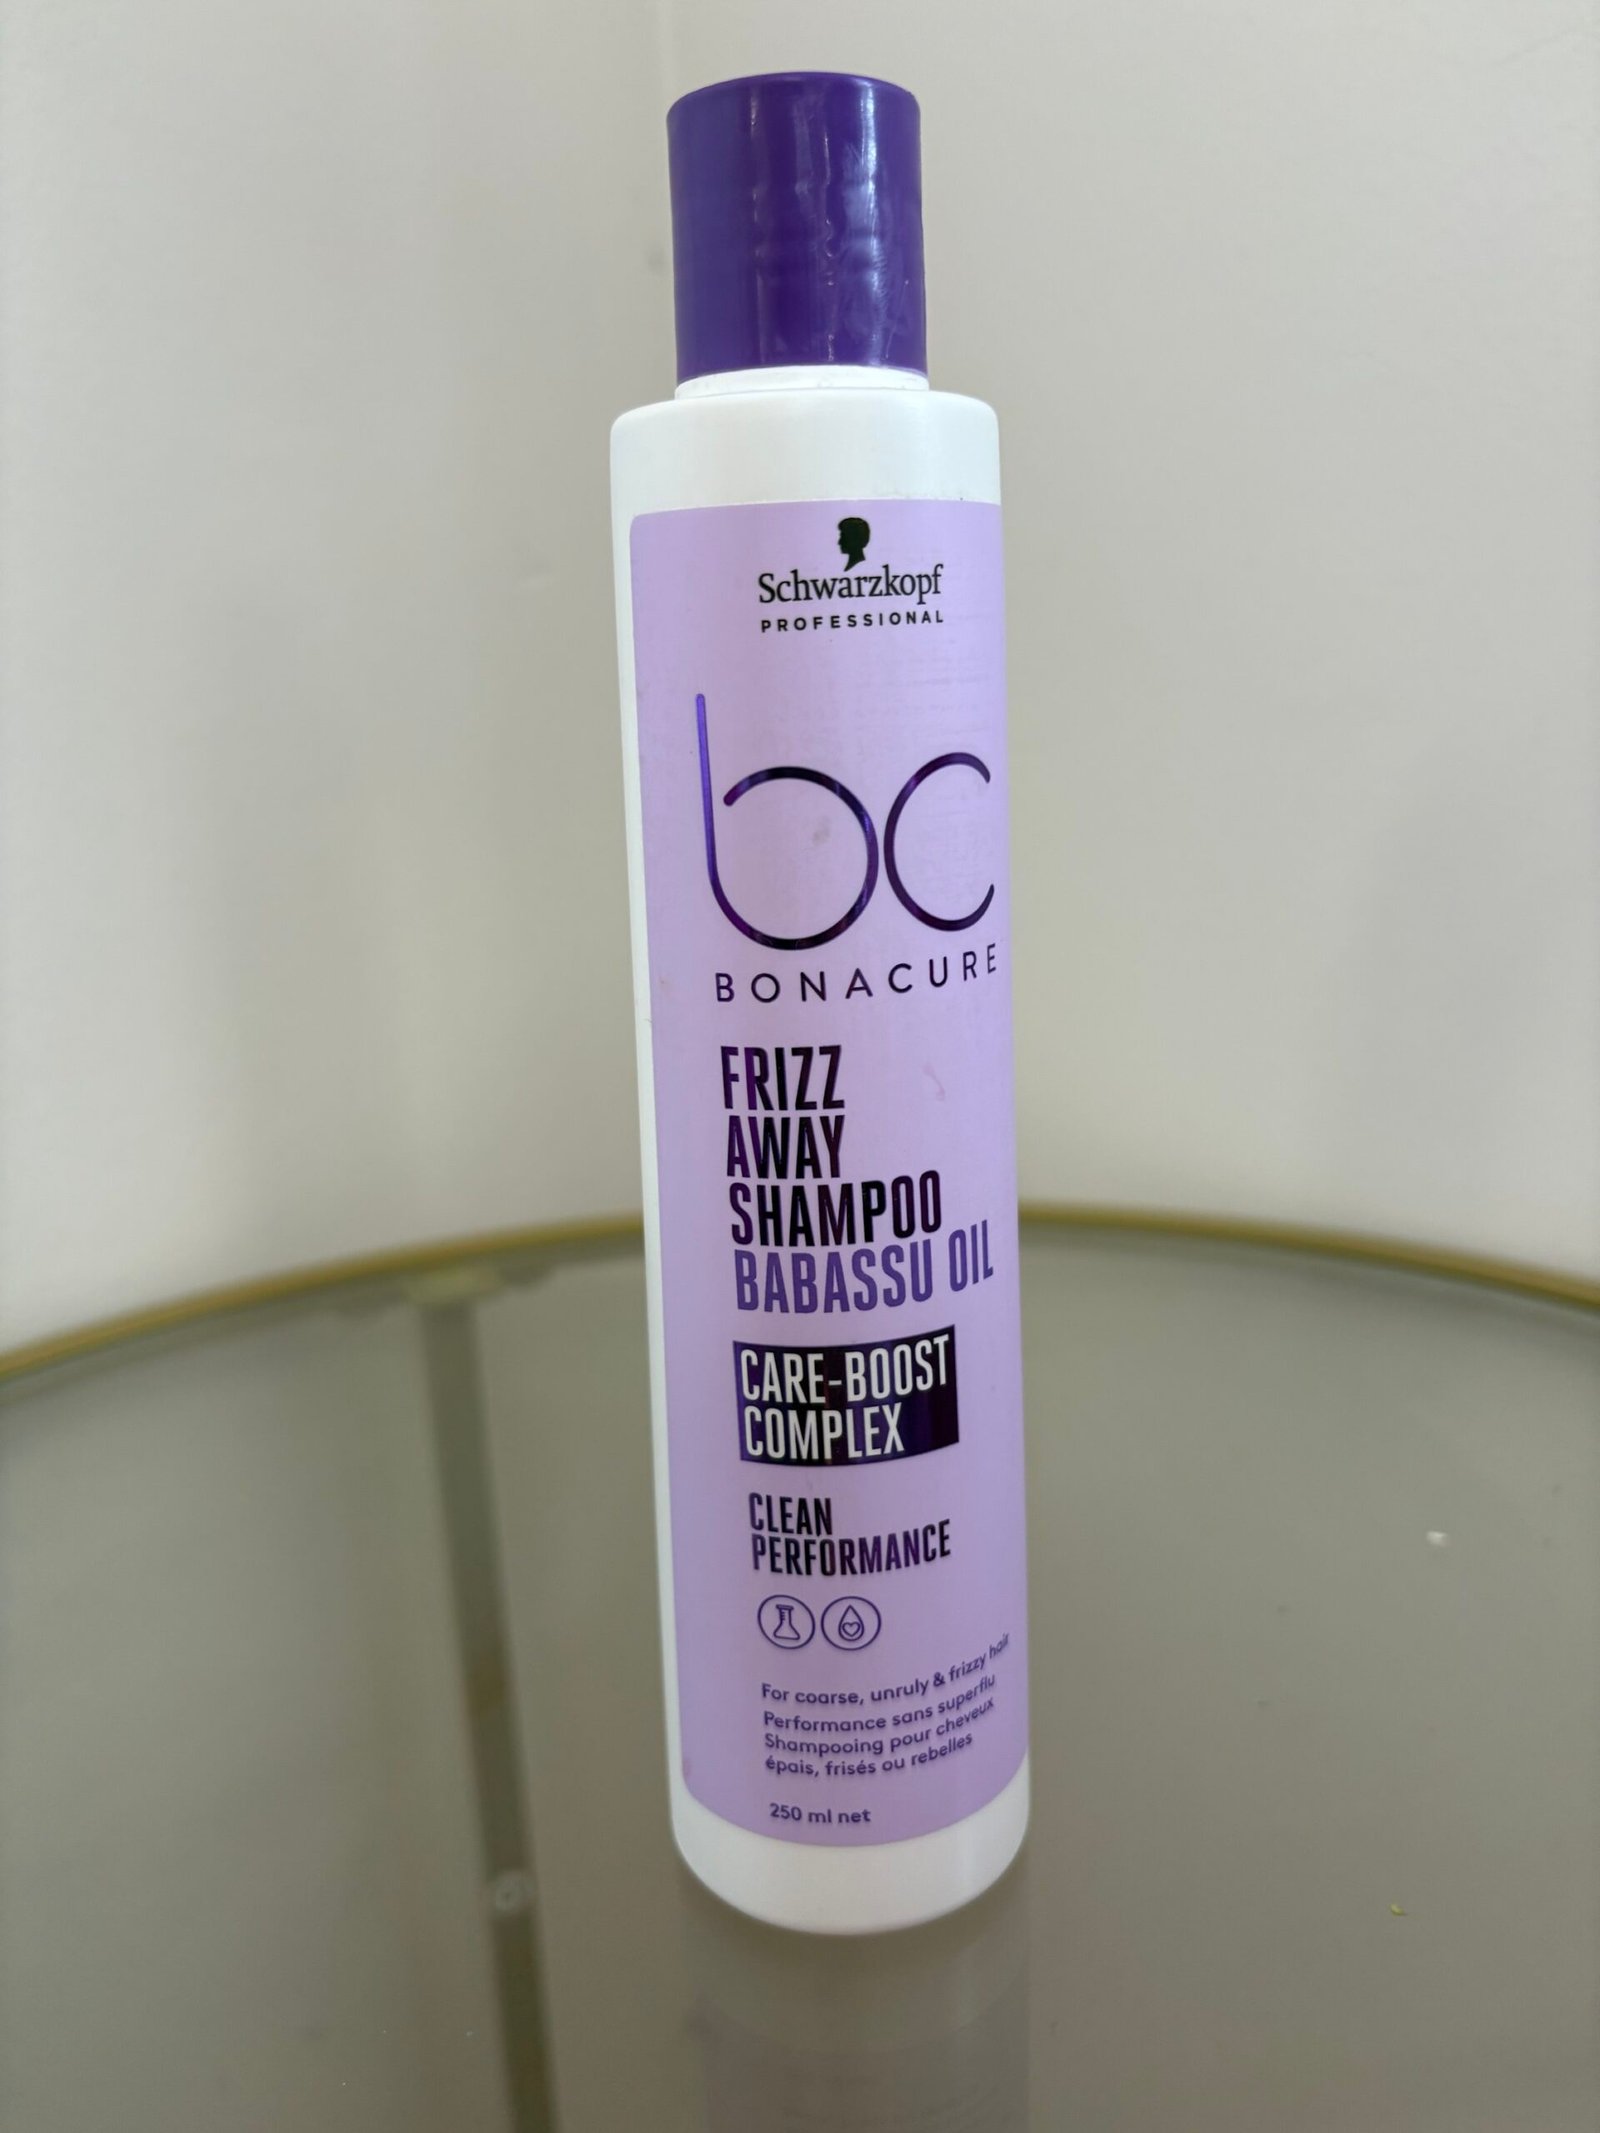 Schwarzkopf
PROFESSIONAL
bc
BONACURE
FRIZZ
AWAY
SHAMPOO
BABASSU OIL
CARE-BOOST
COMPLEX
CLEAN
PERFORMANCE
For coarse, unruly & frizzy hair
Performance sans superflu
Shampooing pour cheveux
épais, frisés ou rebelles
250 ml net